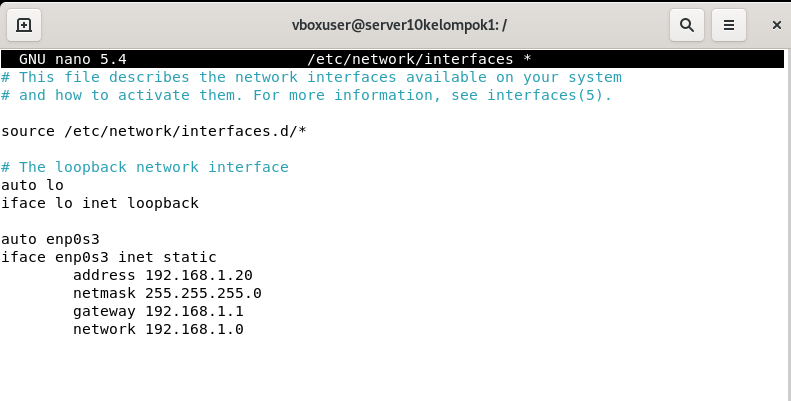 vboxuser@server10kelompok1: /
GNU nano 5.4 /etc/network/interfaces *
# This file describes the network interfaces available on your system
# and how to activate them. For more information, see interfaces(5).
source /etc/network/interfaces.d/*
# The loopback network interface
auto lo
iface lo inet loopback
auto enp0s3
iface enp0s3 inet static
address 192.168.1.20
netmask 255.255.255.0
gateway 192.168.1.1
network 192.168.1.0